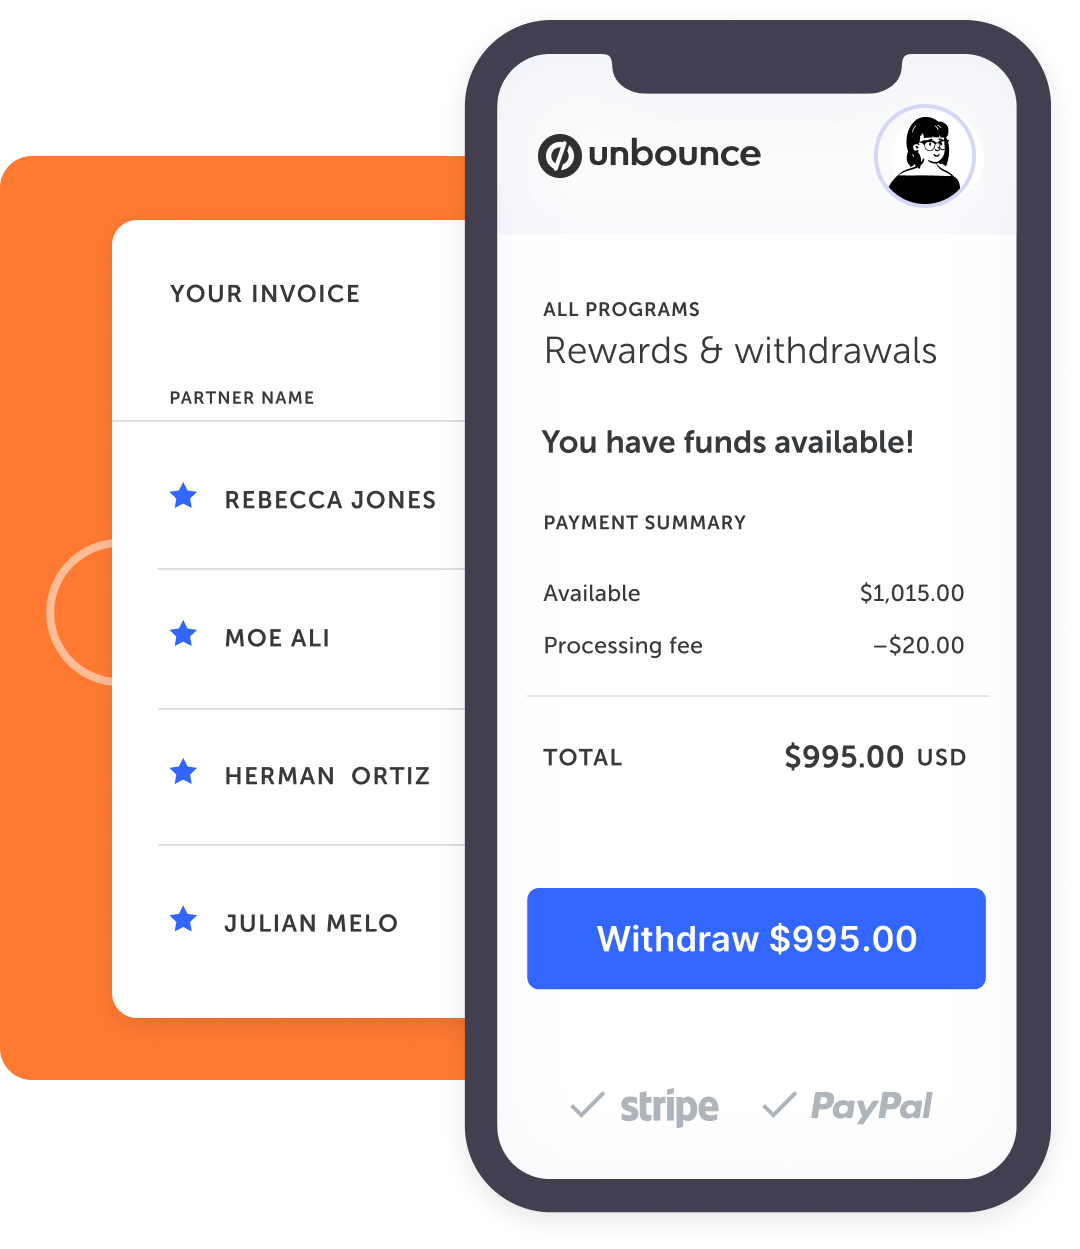 YOUR INVOICE
PARTNER NAME
REBECCA JONES
MOE ALI
HERMAN ORTIZ
JULIAN MELO
unbounce
ALL PROGRAMS
Rewards & withdrawals
You have funds available!
PAYMENT SUMMARY
Available $1,015.00
Processing fee –$20.00
TOTAL $995.00 USD
Withdraw $995.00
stripe PayPal